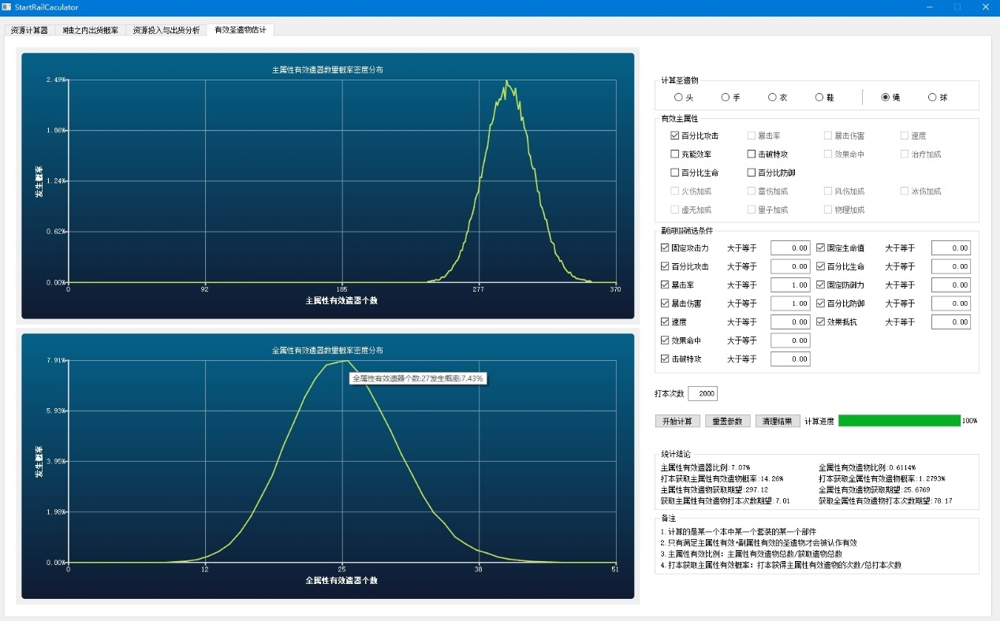 StartRailCaculator
资源计算器 N抽之内出货概率 资源投入与出货分析 有效圣遗物估计
主属性有效遗器数量概率密度分布
2.49%
1.86%
1.24%
0.62%
0.00%
发生概率
0 92 185 277 370
主属性有效遗器个数
全属性有效遗器数量概率密度分布
7.91%
5.93%
3.95%
1.98%
0.00%
发生概率
全属性有效遗器个数:27发生概率:7.43%
0 12 25 38 51
全属性有效遗器个数
计算圣遗物
头 手 衣 鞋 绳 球
有效主属性
百分比攻击 暴击率 暴击伤害 速度
充能效率 击破特攻 效果命中 治疗加成
百分比生命 百分比防御
火伤加成 雷伤加成 风伤加成 冰伤加成
虚无加成 量子加成 物理加成
副词缀筛选条件
固定攻击力 大于等于 0.00 固定生命值 大于等于 0.00
百分比攻击 大于等于 0.00 百分比生命 大于等于 0.00
暴击率 大于等于 1.00 固定防御力 大于等于 0.00
暴击伤害 大于等于 1.00 百分比防御 大于等于 0.00
速度 大于等于 0.00 效果抵抗 大于等于 0.00
效果命中 大于等于 0.00
击破特攻 大于等于 0.00
打本次数 2000
开始计算 重置参数 清理结果 计算进度 100%
统计结论
主属性有效遗器比例:7.07% 全属性有效遗物比例:0.6114%
打本获取主属性有效遗物概率:14.26% 打本获取全属性有效遗物概率:1.2793%
主属性有效遗物获取期望:297.12 全属性有效遗物获取期望:25.6769
获取主属性有效遗物打本次数期望:7.01 获取全属性有效遗物打本次数期望:78.17
备注
1.计算的是某一个本中某一个套装的某一个部件
2.只有满足主属性有效+副属性有效的圣遗物才会被认作有效
3.主属性有效比例：主属性有效遗物总数/获取遗物总数
4.打本获取主属性有效概率：打本获得主属性有效遗物的次数/总打本次数